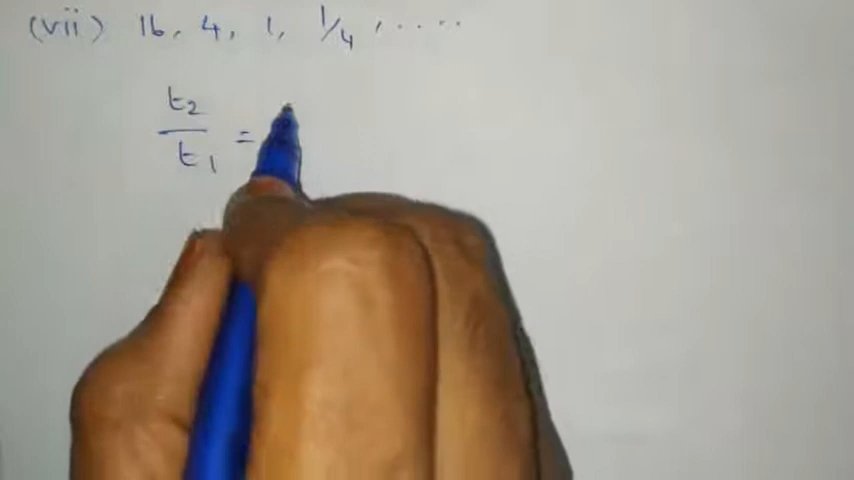 (vii) 16, 4, 1, 1/4, .....
t₂
— =
t₁